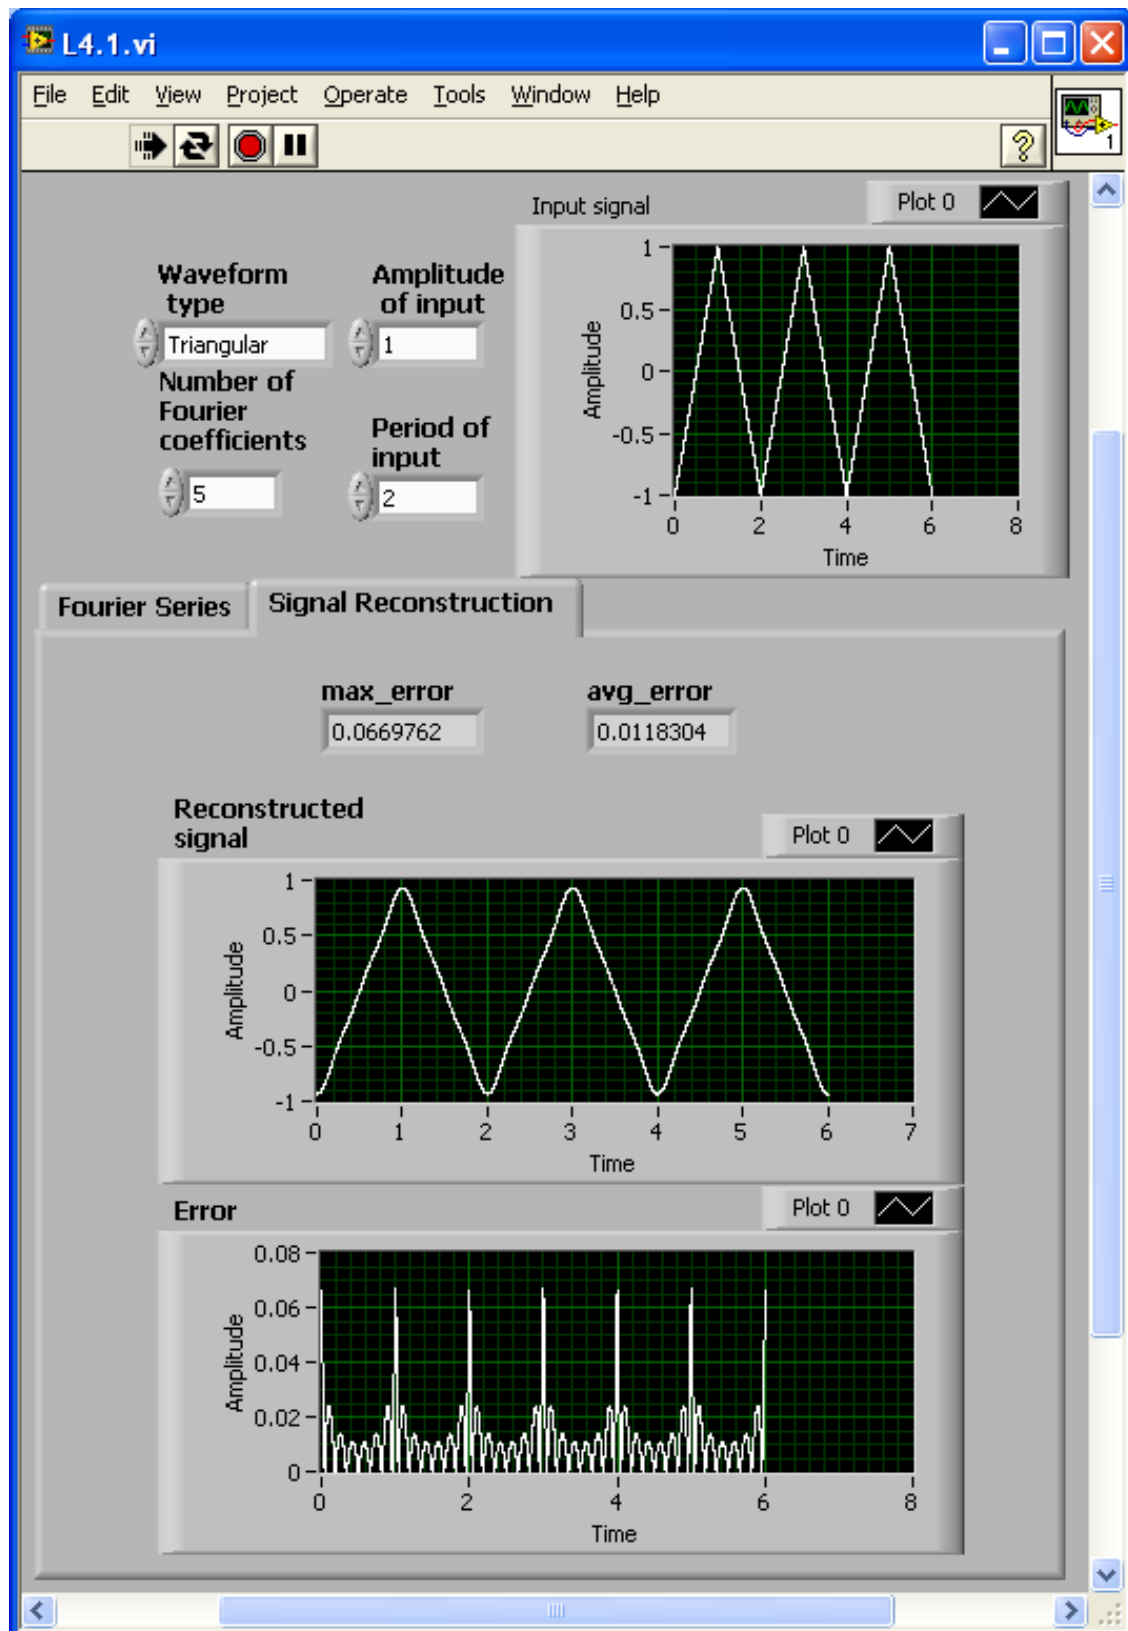 L4.1.vi
File Edit View Project Operate Tools Window Help
1
Input signal
Plot 0
Waveform
type
Triangular
Amplitude
of input
1
Number of
Fourier
coefficients
5
Period of
input
2
Amplitude
1
0.5
0
-0.5
-1
0 2 4 6 8
Time
Fourier Series
Signal Reconstruction
max_error
0.0669762
avg_error
0.0118304
Reconstructed
signal
Plot 0
Amplitude
1
0.5
0
-0.5
-1
0 1 2 3 4 5 6 7
Time
Error
Plot 0
Amplitude
0.08
0.06
0.04
0.02
0
0 2 4 6 8
Time